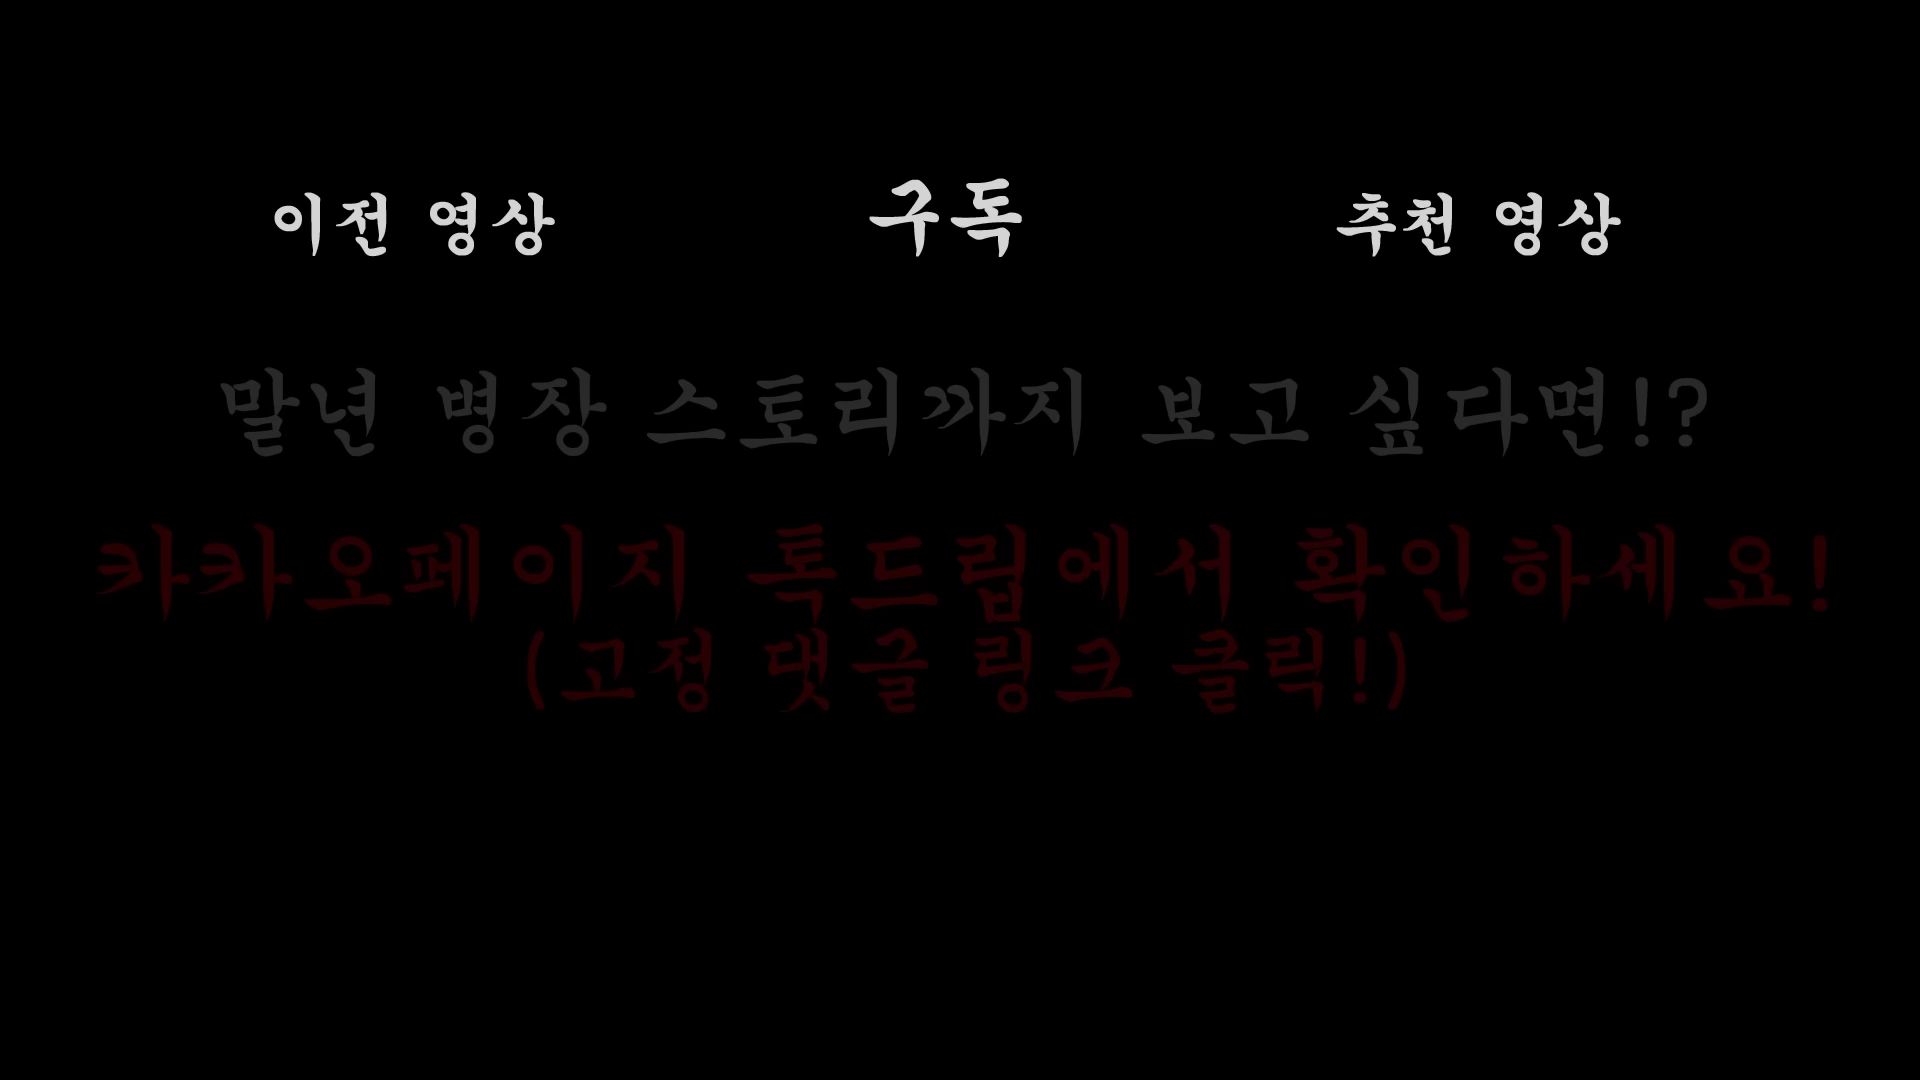 이전 영상 구독 추천 영상
말년 병장 스토리까지 보고 싶다면!?
카카오페이지 톡드립에서 확인하세요!
(고정 댓글 링크 클릭!)